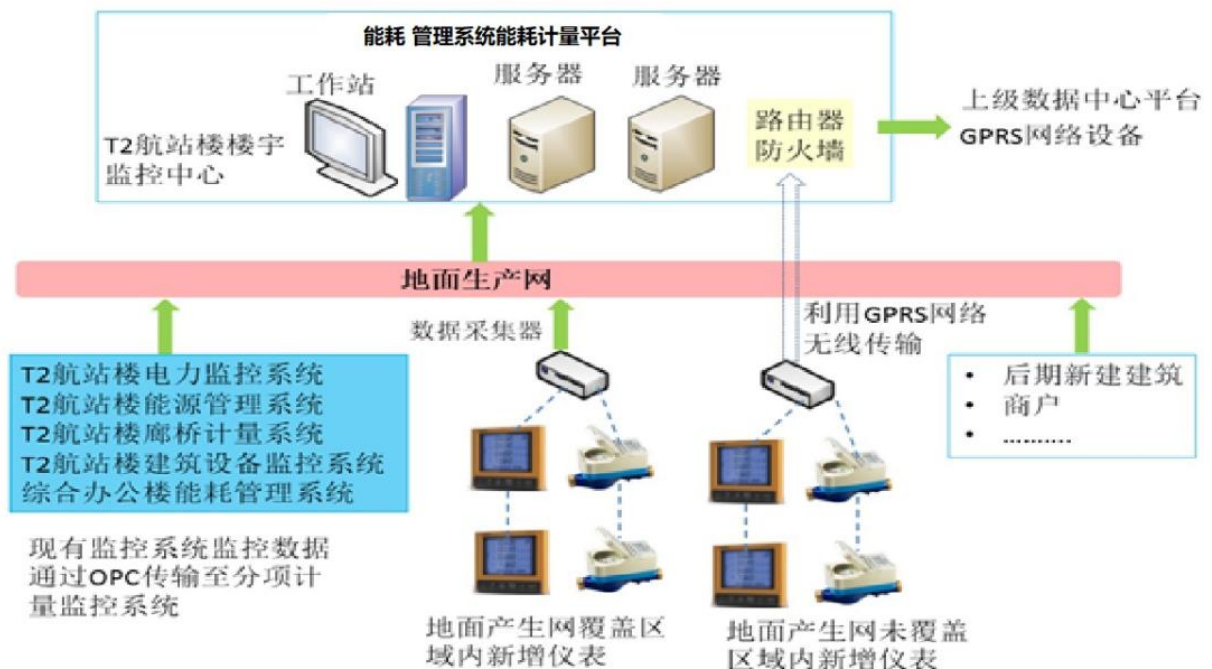 能耗 管理系统能耗计量平台
工作站
服务器
服务器
T2航站楼楼宇
监控中心
路由器
防火墙
上级数据中心平台
GPRS网络设备
地面生产网
数据采集器
利用GPRS网络
无线传输
T2航站楼电力监控系统
T2航站楼能源管理系统
T2航站楼廊桥计量系统
T2航站楼建筑设备监控系统
综合办公楼能耗管理系统
• 后期新建建筑
• 商户
• ..........
现有监控系统监控数据
通过OPC传输至分项计
量监控系统
地面产生网覆盖区
域内新增仪表
地面产生网未覆盖
区域内新增仪表